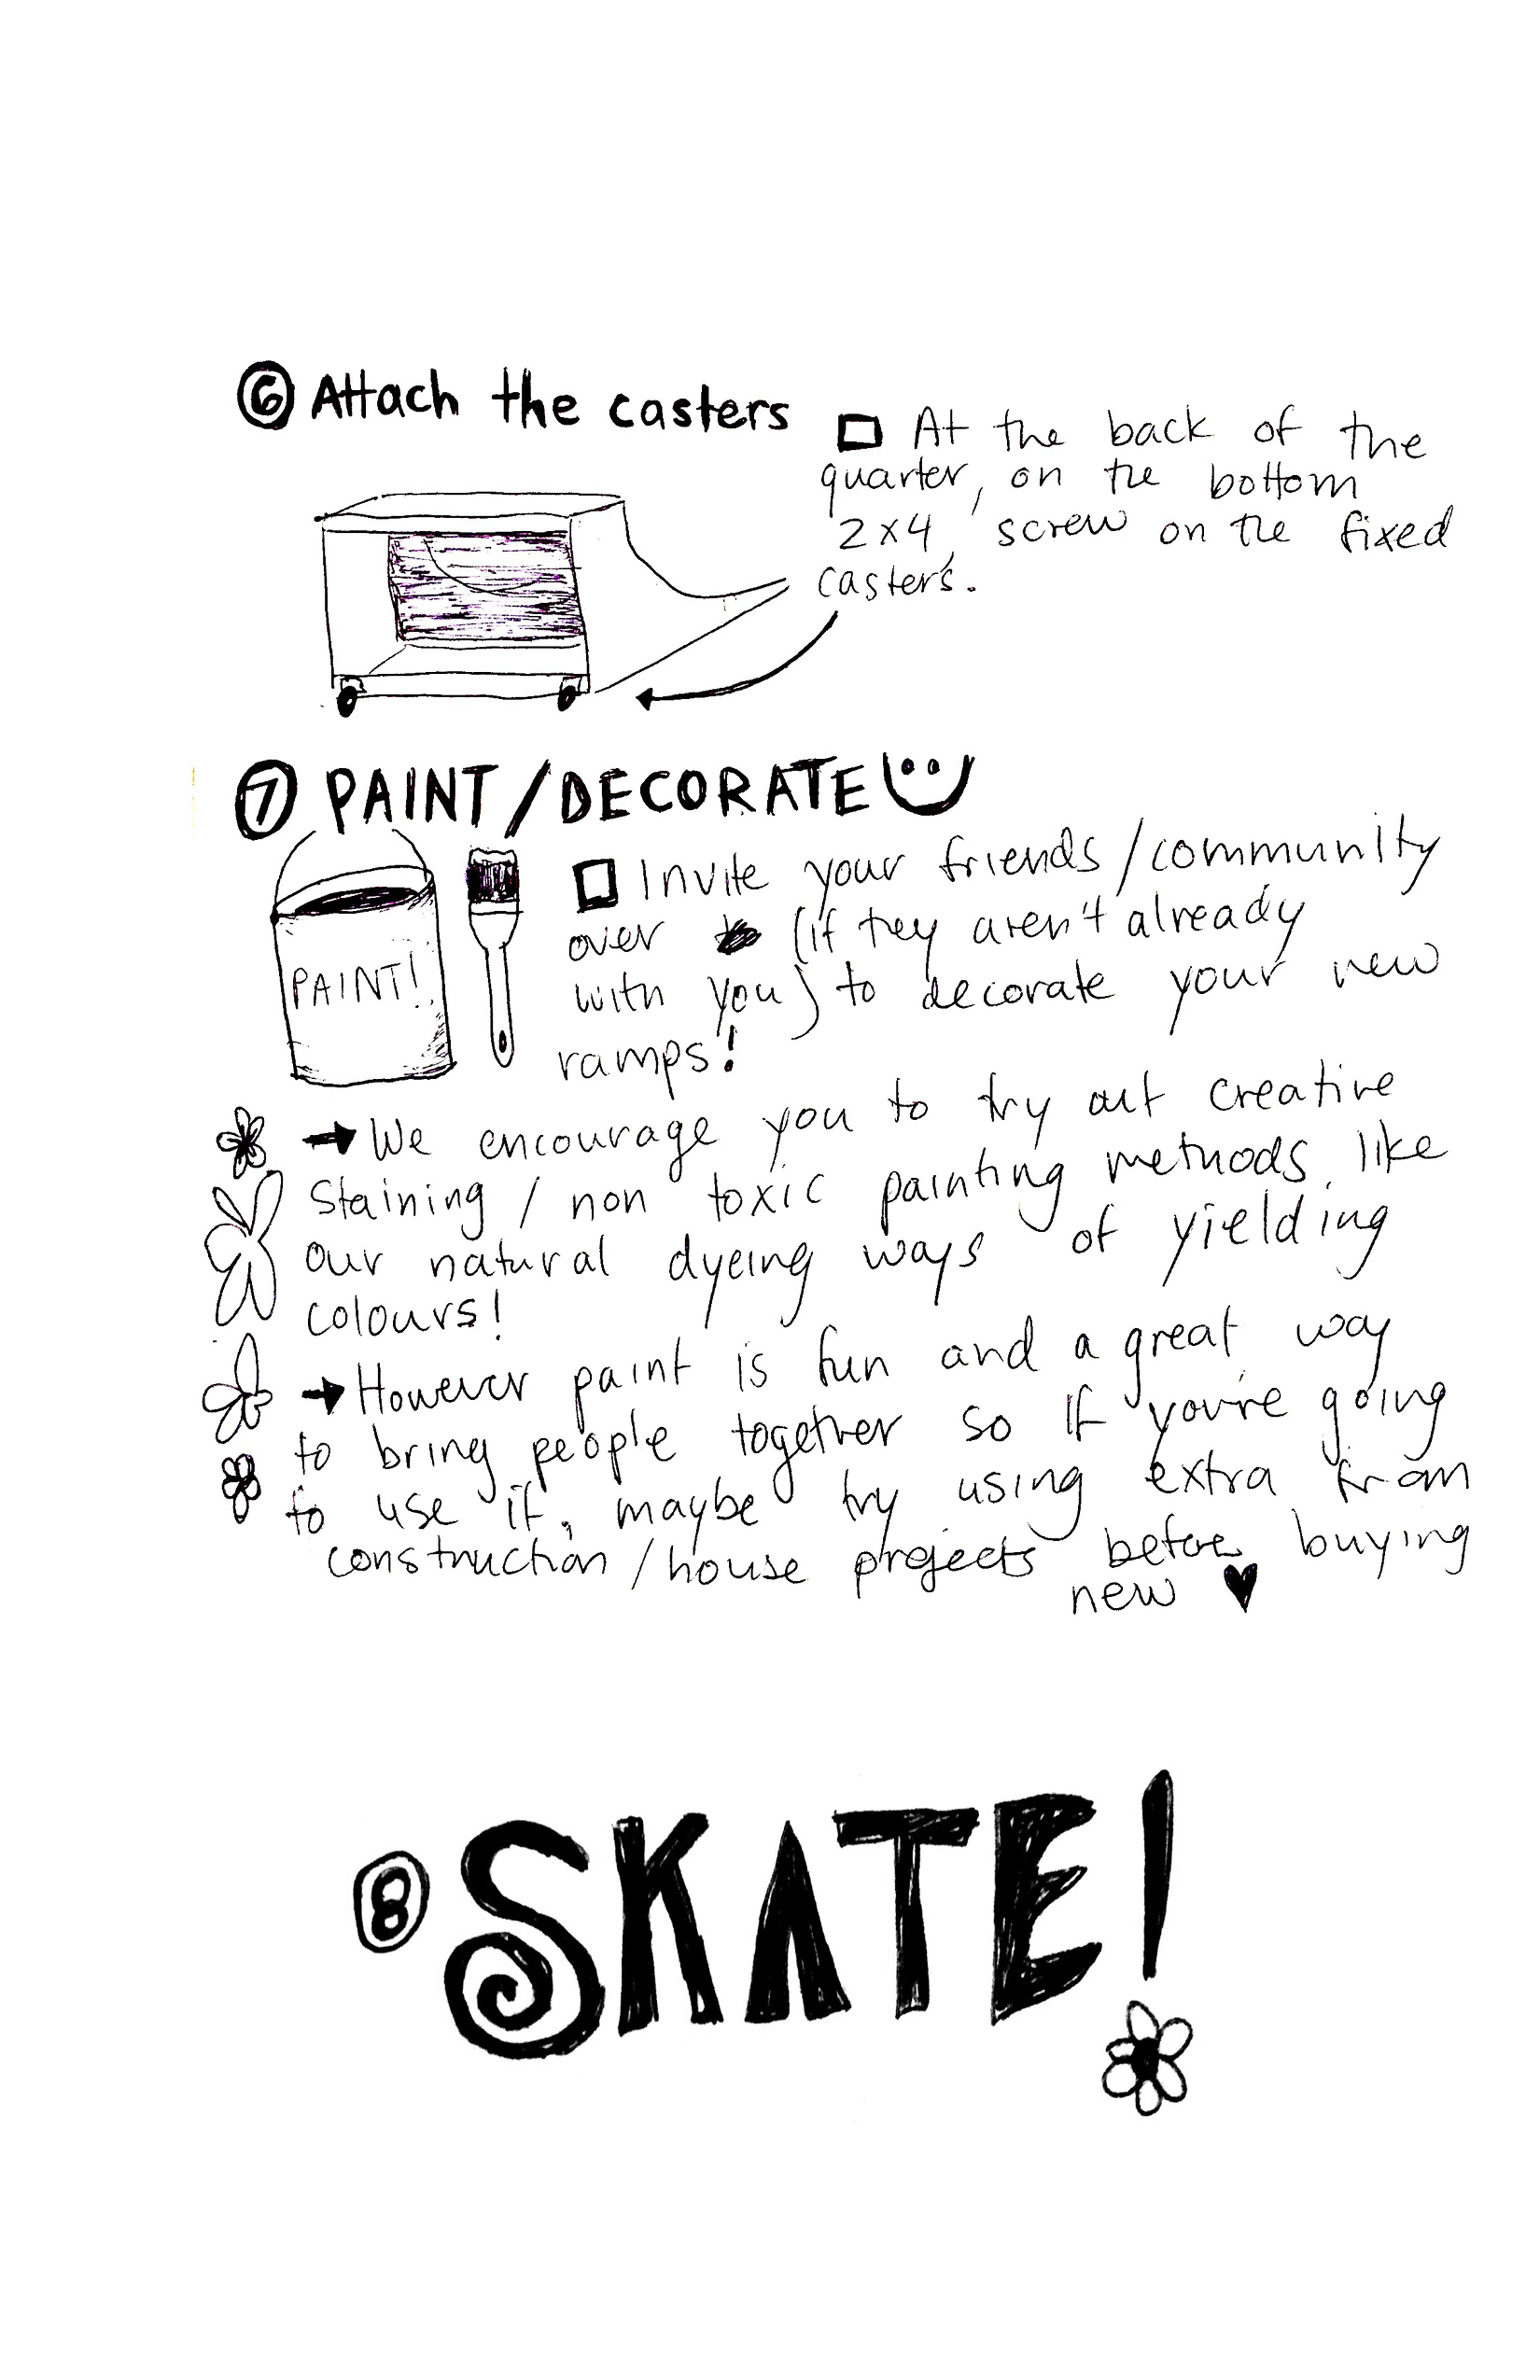 ⑥ Attach the casters
☐ At the back of the
quarter, on the bottom
2x4, screw on the fixed
casters.
⑦ PAINT/DECORATE
PAINT!
☐ Invite your friends/community
over (if they aren't already
with you) to decorate your new
ramps!
→ We encourage you to try out creative
staining / non toxic painting methods like
our natural dyeing ways of yielding
colours!
→ However paint is fun and a great way
to bring people together so if you're going
to use it, maybe try using extra from
construction/house projects before buying
new ♥
⑧ SKATE!